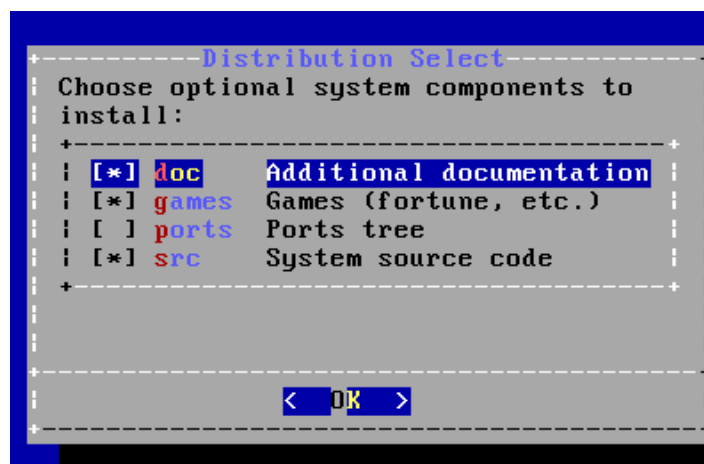 Distribution Select
Choose optional system components to
install:
[*] doc Additional documentation
[*] games Games (fortune, etc.)
[ ] ports Ports tree
[*] src System source code
< OK >